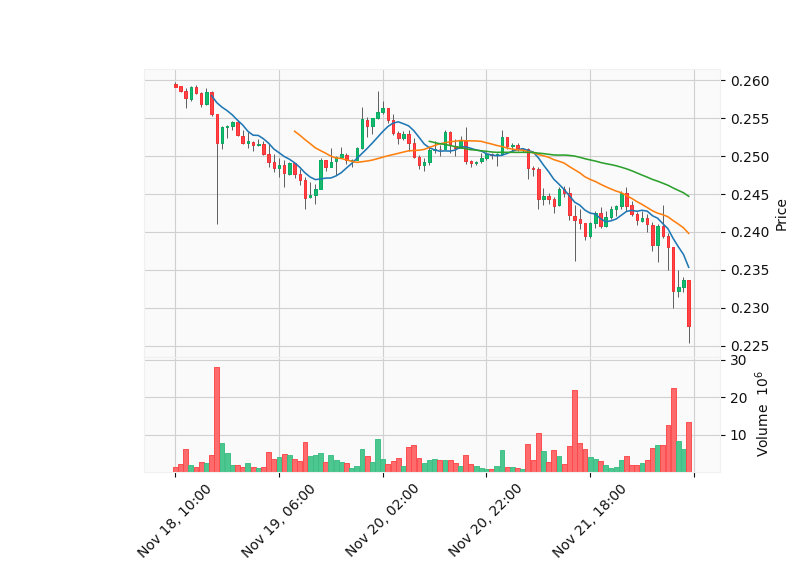 0.260
0.255
0.250
0.245
0.240
0.235
0.230
0.225
Price
30
20
10
Volume 10^6
Nov 18, 10:00
Nov 19, 06:00
Nov 20, 02:00
Nov 20, 22:00
Nov 21, 18:00